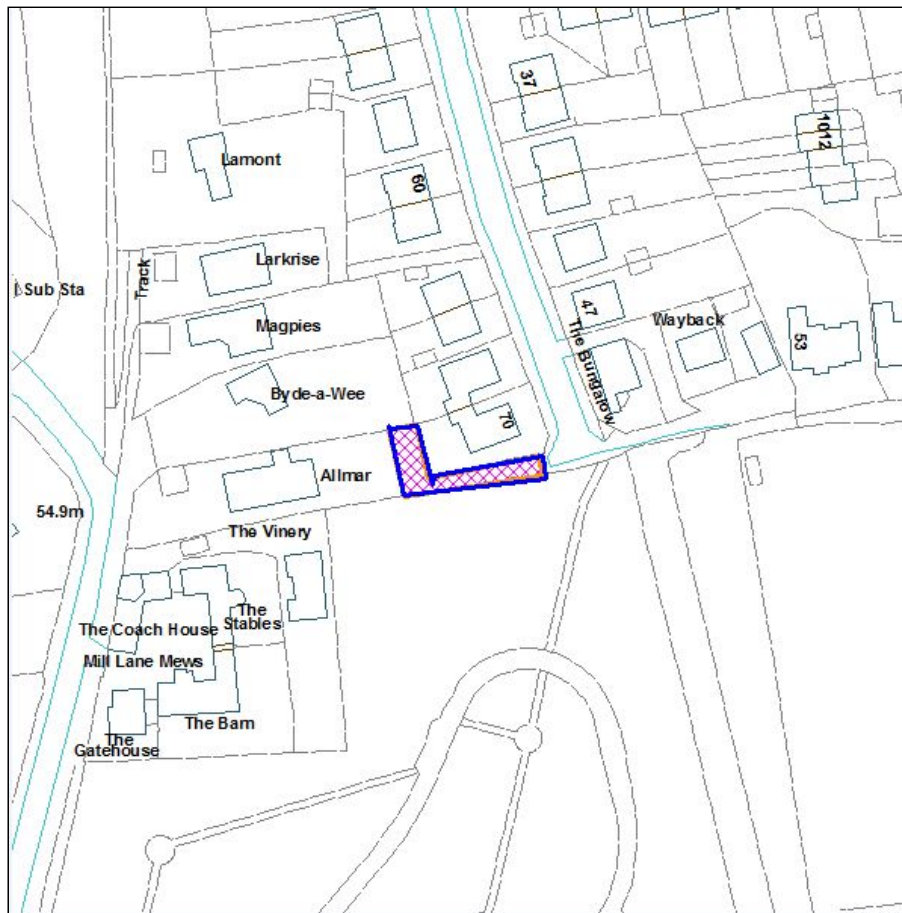 37
1012
Lamont
60
Larkrise
Track
l Sub Sta
47
Magpies
Wayback
53
The Bungalow
Byde-a-Wee
70
Allmar
54.9m
The Vinery
The
Stables
The Coach House
Mill Lane Mews
The Barn
The
Gatehouse